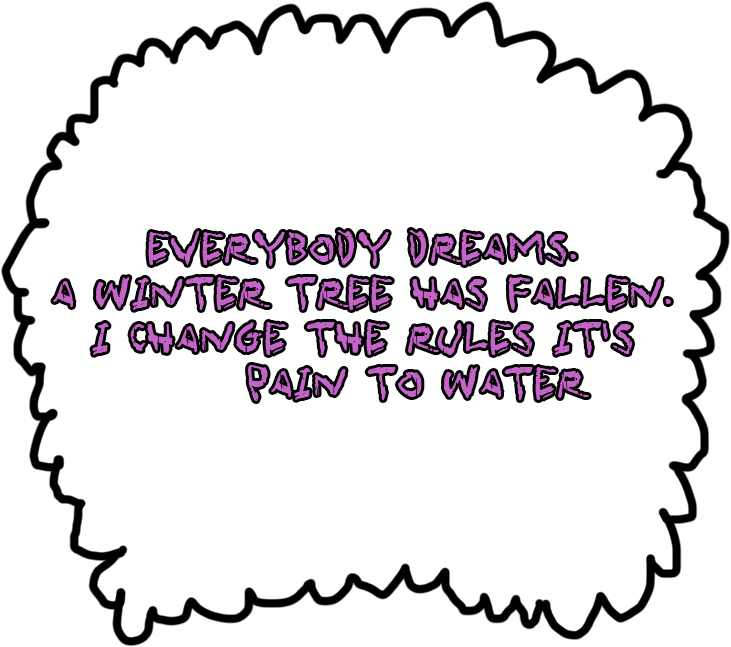 EVERYBODY DREAMS.
A WINTER TREE HAS FALLEN.
I CHANGE THE RULES IT'S
PAIN TO WATER